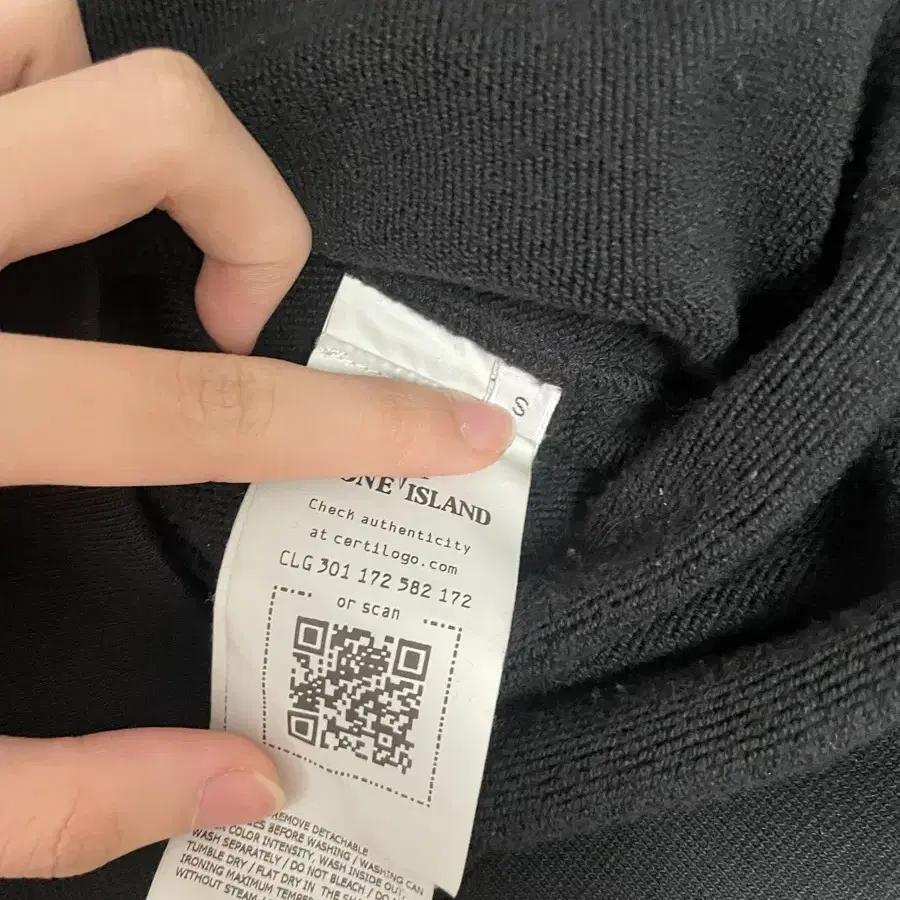 S
ONE ISLAND
Check authenticity
at certilogo.com
CLG 301 172 582 172
or scan
REMOVE DETACHABLE
BEFORE WASHING / WASHING CAN
COLOR INTENSITY, WASH INSIDE OUT
WASH SEPARATELY / DO NOT BLEACH / DO
TUMBLE DRY / FLAT DRY IN THE
IRONING MAXIMUM
WITHOUT STEAM